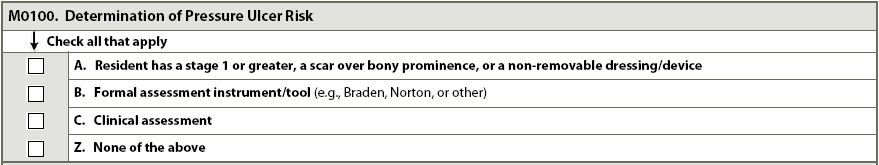 M0100. Determination of Pressure Ulcer Risk
Check all that apply
A. Resident has a stage 1 or greater, a scar over bony prominence, or a non-removable dressing/device
B. Formal assessment instrument/tool (e.g., Braden, Norton, or other)
C. Clinical assessment
Z. None of the above